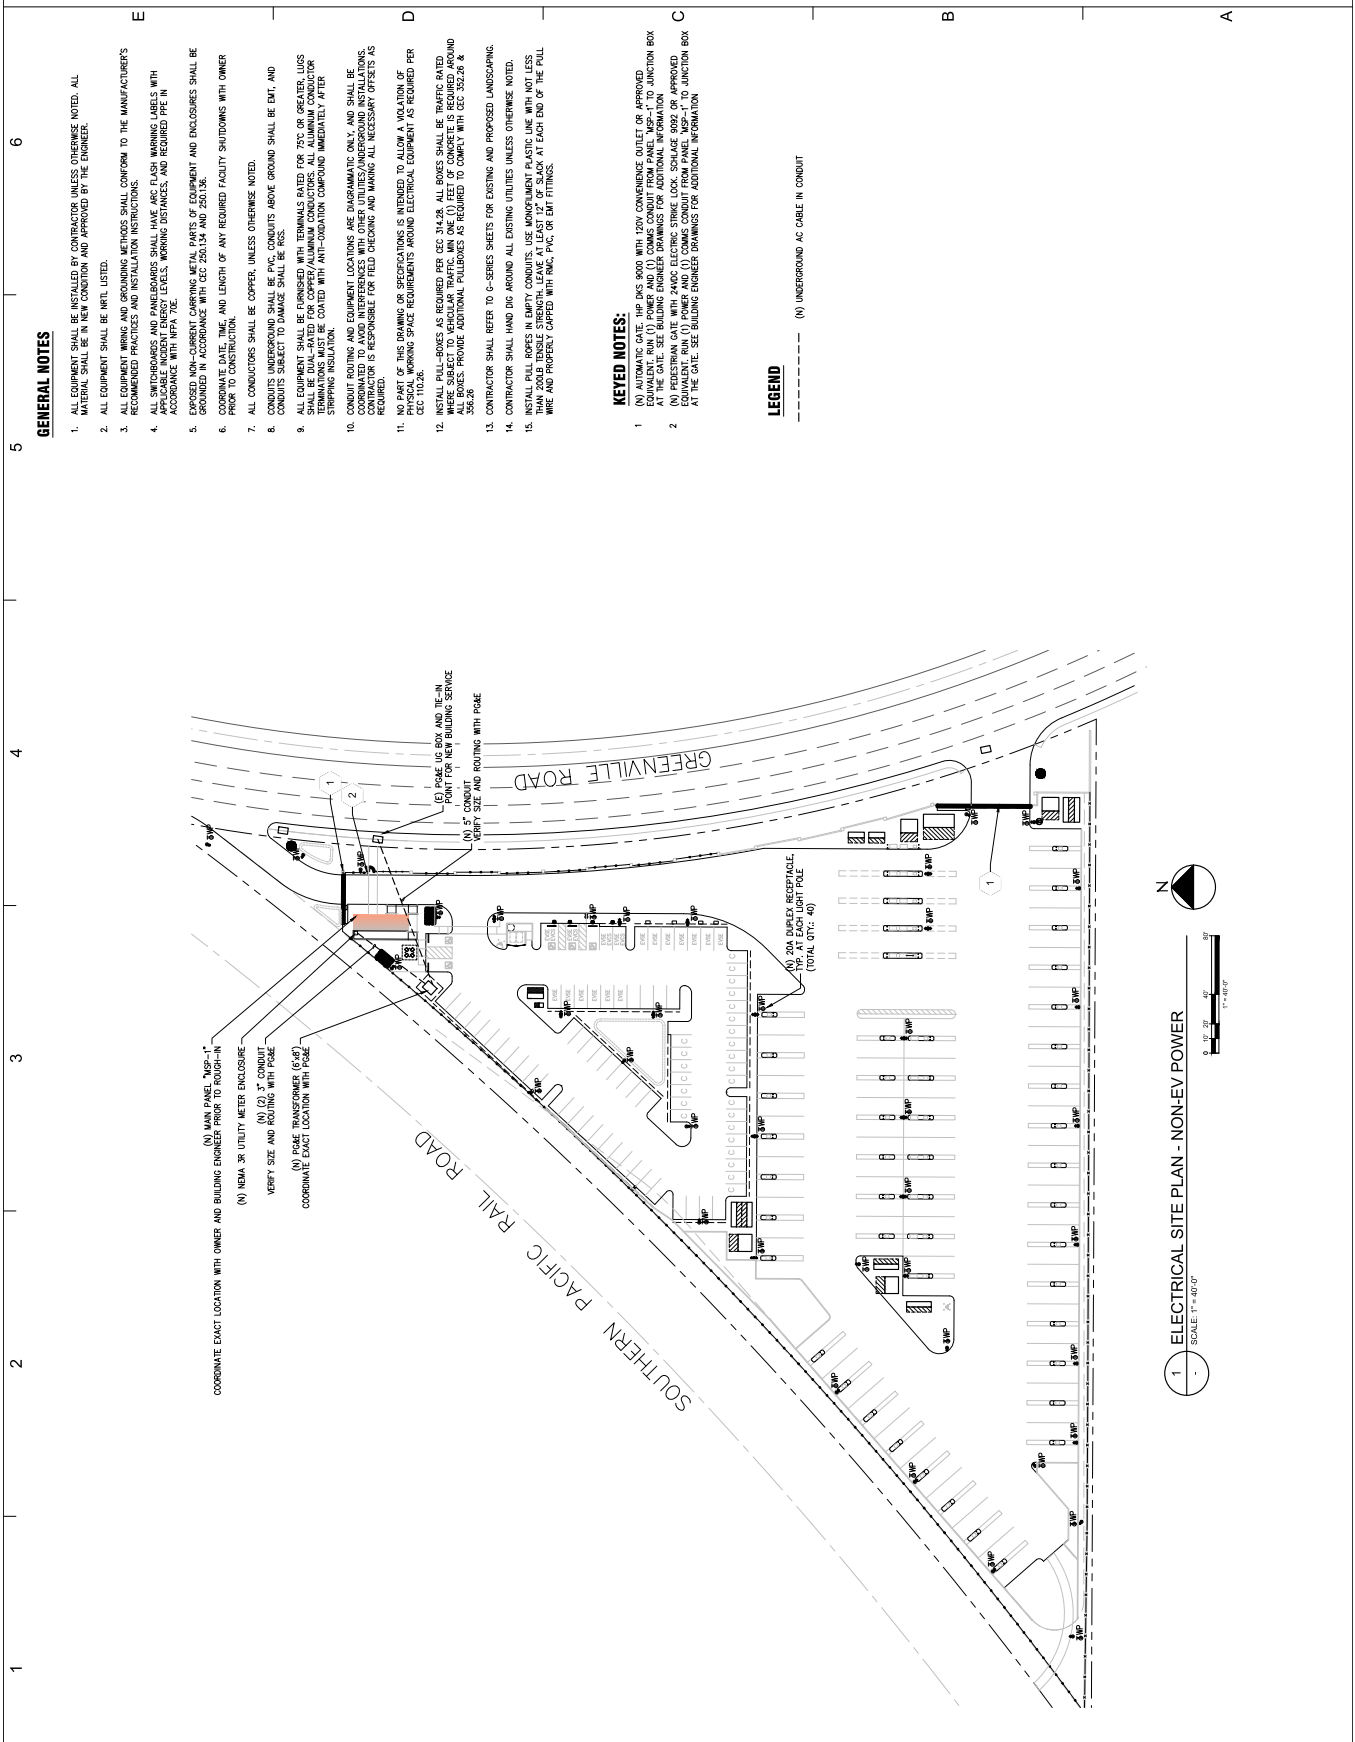 GENERAL NOTES
1. ALL EQUIPMENT SHALL BE INSTALLED BY CONTRACTOR UNLESS OTHERWISE NOTED. ALL
MATERIAL SHALL BE IN NEW CONDITION AND APPROVED BY THE ENGINEER.
2. ALL EQUIPMENT SHALL BE NRTL LISTED.
3. ALL EQUIPMENT WIRING AND GROUNDING METHODS SHALL CONFORM TO THE MANUFACTURER'S
RECOMMENDED PRACTICES AND INSTALLATION INSTRUCTIONS.
4. ALL SWITCHBOARDS AND PANELBOARDS SHALL HAVE ARC FLASH WARNING LABELS WITH
APPLICABLE INCIDENT ENERGY LEVELS, WORKING DISTANCES, AND REQUIRED PPE IN
ACCORDANCE WITH NFPA 70E.
5. EXPOSED NON-CURRENT CARRYING METAL PARTS OF EQUIPMENT AND ENCLOSURES SHALL BE
GROUNDED IN ACCORDANCE WITH CEC 250.134 AND 250.136.
6. COORDINATE DATE, TIME, AND LENGTH OF ANY REQUIRED FACILITY SHUTDOWNS WITH OWNER
PRIOR TO CONSTRUCTION.
7. ALL CONDUCTORS SHALL BE COPPER, UNLESS OTHERWISE NOTED.
8. CONDUITS UNDERGROUND SHALL BE PVC, CONDUITS ABOVE GROUND SHALL BE EMT, AND
CONDUITS SUBJECT TO DAMAGE SHALL BE RGS.
9. ALL EQUIPMENT SHALL BE FURNISHED WITH TERMINALS RATED FOR 75°C OR GREATER, LUGS
SHALL BE DUAL-RATED FOR COPPER/ALUMINUM CONDUCTORS. ALL ALUMINUM CONDUCTOR
TERMINATIONS MUST BE COATED WITH ANTI-OXIDATION COMPOUND IMMEDIATELY AFTER
STRIPPING INSULATION.
10. CONDUIT ROUTING AND EQUIPMENT LOCATIONS ARE DIAGRAMMATIC ONLY, AND SHALL BE
COORDINATED TO AVOID INTERFERENCES WITH OTHER UTILITIES/UNDERGROUND INSTALLATIONS.
CONTRACTOR IS RESPONSIBLE FOR FIELD CHECKING AND MAKING ALL NECESSARY OFFSETS AS
REQUIRED.
11. NO PART OF THIS DRAWING OR SPECIFICATIONS IS INTENDED TO ALLOW A VIOLATION OF
PHYSICAL WORKING SPACE REQUIREMENTS AROUND ELECTRICAL EQUIPMENT AS REQUIRED PER
CEC 110.26.
12. INSTALL PULL-BOXES AS REQUIRED PER CEC 314.28. ALL BOXES SHALL BE TRAFFIC RATED
WHERE SUBJECT TO VEHICULAR TRAFFIC. MIN ONE (1) FEET OF CONCRETE IS REQUIRED AROUND
ALL BOXES. PROVIDE ADDITIONAL PULLBOXES AS REQUIRED TO COMPLY WITH CEC 352.26 &
356.26
13. CONTRACTOR SHALL REFER TO G-SERIES SHEETS FOR EXISTING AND PROPOSED LANDSCAPING.
14. CONTRACTOR SHALL HAND DIG AROUND ALL EXISTING UTILITIES UNLESS OTHERWISE NOTED.
15. INSTALL PULL ROPES IN EMPTY CONDUITS. USE MONOFILIMENT PLASTIC LINE WITH NOT LESS
THAN 200LB TENSILE STRENGTH. LEAVE AT LEAST 12" OF SLACK AT EACH END OF THE PULL
WIRE AND PROPERLY CAPPED WITH RMC, PVC, OR EMT FITTINGS.
KEYED NOTES:
1 (N) AUTOMATIC GATE. 1HP DKS 9000 WITH 120V CONVENIENCE OUTLET OR APPROVED
EQUIVALENT. RUN (1) POWER AND (1) COMMS CONDUIT FROM PANEL "MSP-1" TO JUNCTION BOX
AT THE GATE. SEE BUILDING ENGINEER DRAWINGS FOR ADDITIONAL INFORMATION
2 (N) PEDESTRIAN GATE WITH 24VDC ELECTRIC STRIKE LOCK. SCHLAGE 9092 OR APPROVED
EQUIVALENT. RUN (1) POWER AND (1) COMMS CONDUIT FROM PANEL "MSP-1" TO JUNCTION BOX
AT THE GATE. SEE BUILDING ENGINEER DRAWINGS FOR ADDITIONAL INFORMATION
LEGEND
(N) UNDERGROUND AC CABLE IN CONDUIT
(N) MAIN PANEL "MSP-1"
COORDINATE EXACT LOCATION WITH OWNER AND BUILDING ENGINEER PRIOR TO ROUGH-IN
(N) NEMA 3R UTILITY METER ENCLOSURE
(N) (2) 3" CONDUIT
VERIFY SIZE AND ROUTING WITH PG&E
(N) PG&E TRANSFORMER (6'x8')
COORDINATE EXACT LOCATION WITH PG&E
(E) PG&E UG BOX AND TIE-IN
POINT FOR NEW BUILDING SERVICE
(N) 5" CONDUIT
VERIFY SIZE AND ROUTING WITH PG&E
GREENVILLE ROAD
SOUTHERN PACIFIC RAIL ROAD
(N) 20A DUPLEX RECEPTACLE,
TYP. AT EACH LIGHT POLE
(TOTAL QTY.: 40)
1
2
1
WP
EVSE
EVCS
C
N
1
-
ELECTRICAL SITE PLAN - NON-EV POWER
SCALE: 1" = 40'-0"
0 10' 20' 40' 80'
1" = 40'-0"
1
2
3
4
5
6
E
D
C
B
A